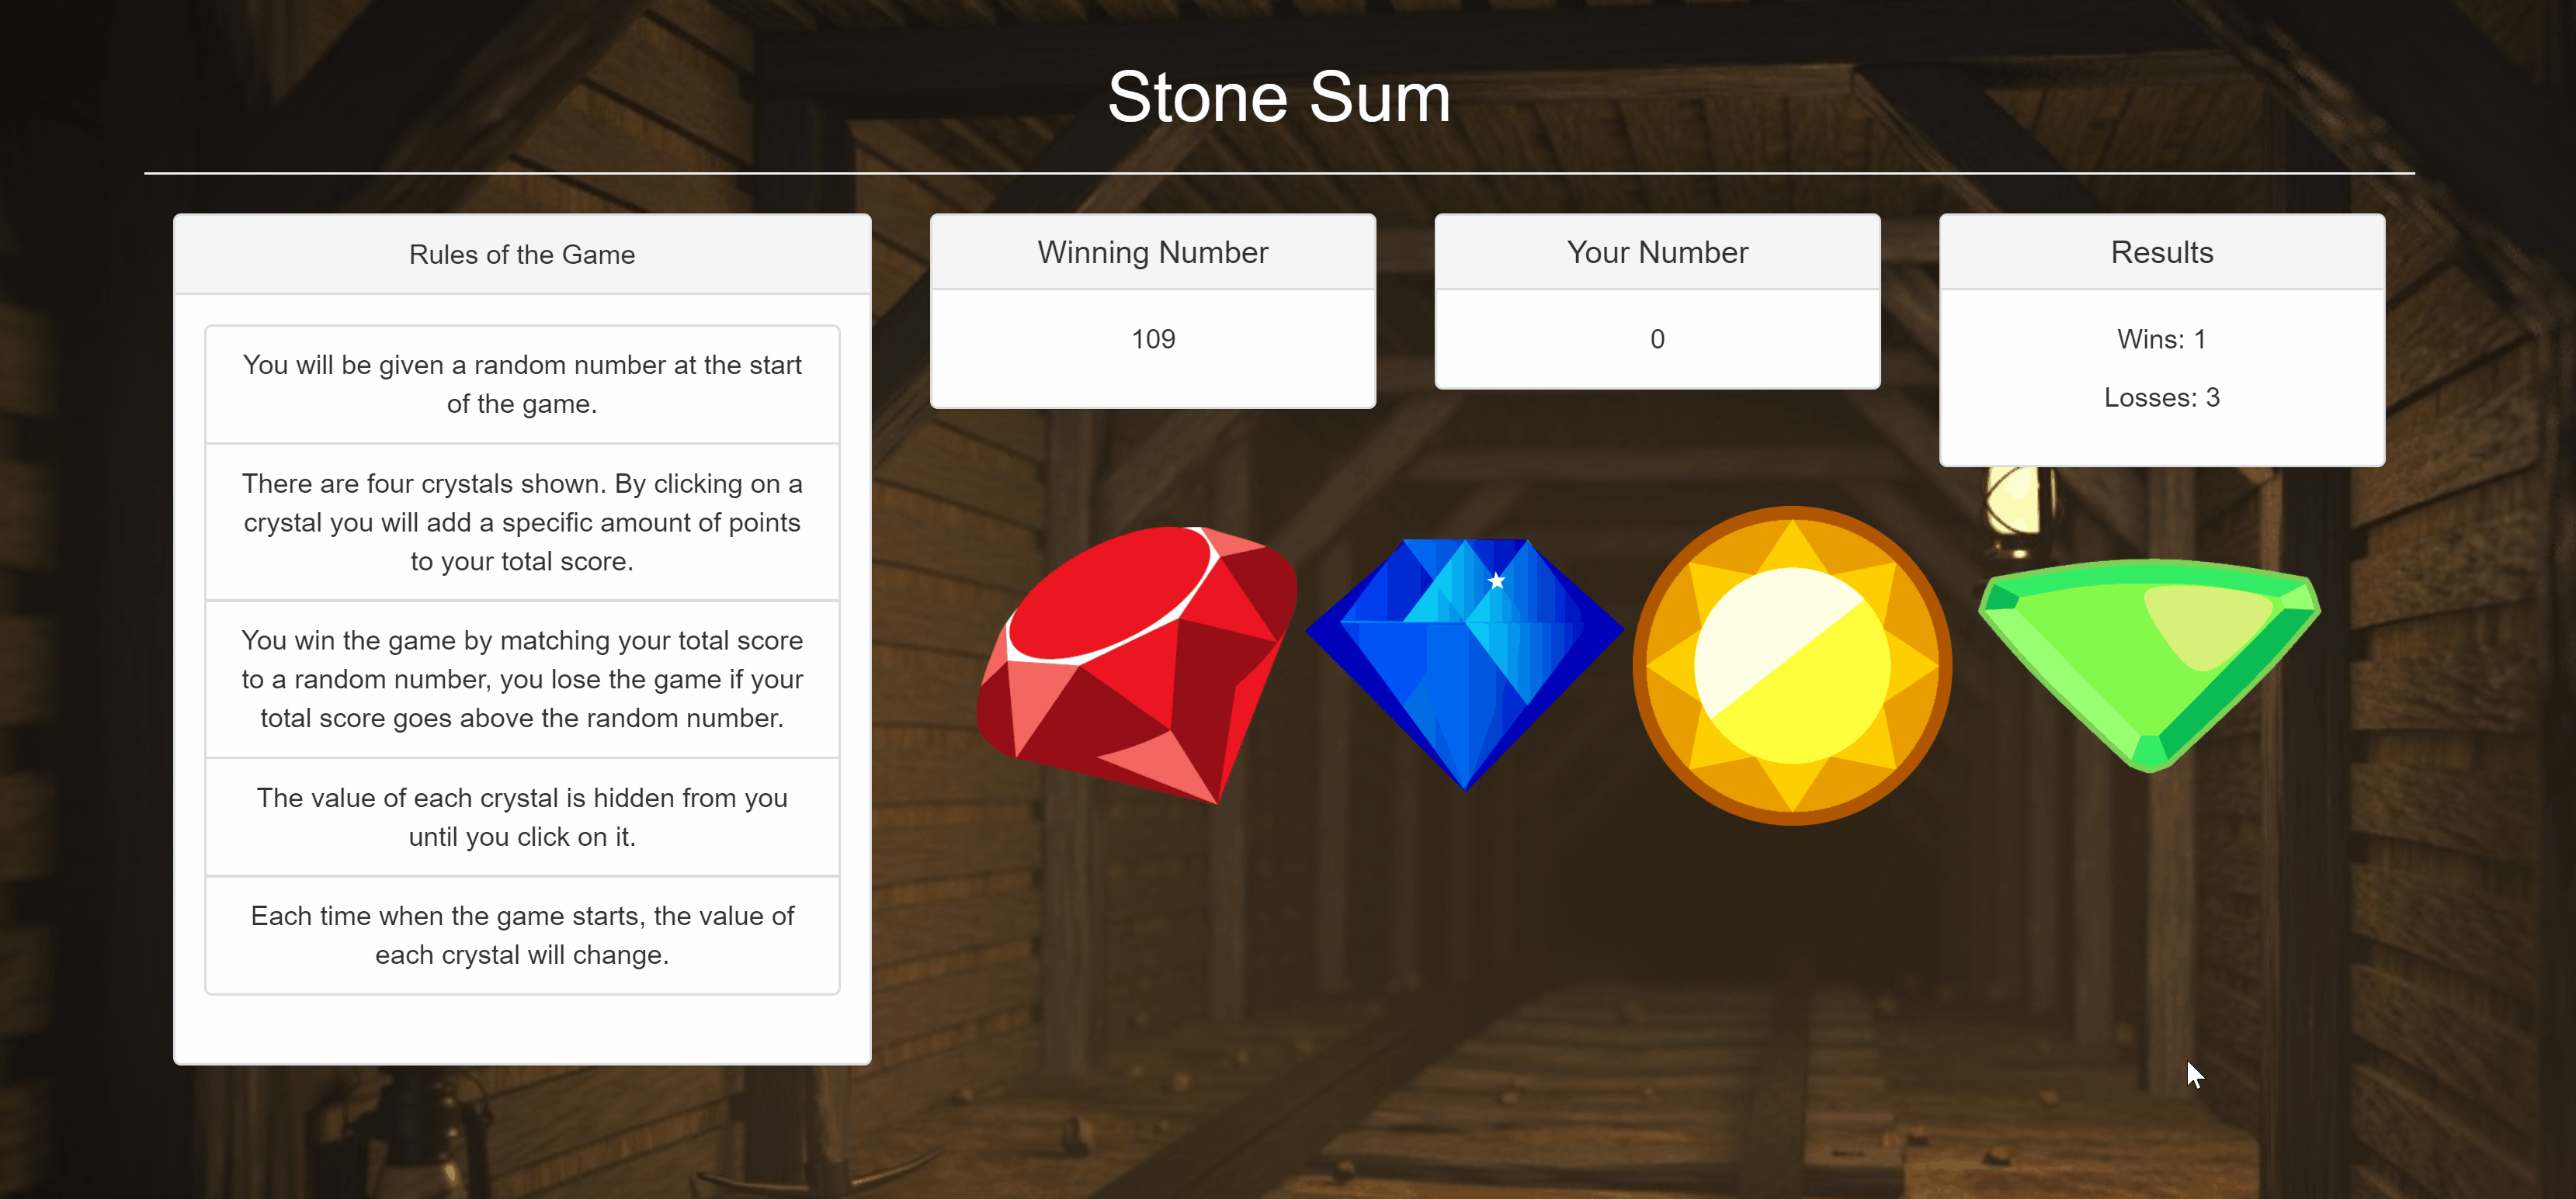 Stone Sum
Rules of the Game
You will be given a random number at the start
of the game.
There are four crystals shown. By clicking on a
crystal you will add a specific amount of points
to your total score.
You win the game by matching your total score
to a random number, you lose the game if your
total score goes above the random number.
The value of each crystal is hidden from you
until you click on it.
Each time when the game starts, the value of
each crystal will change.
Winning Number
109
Your Number
0
Results
Wins: 1
Losses: 3